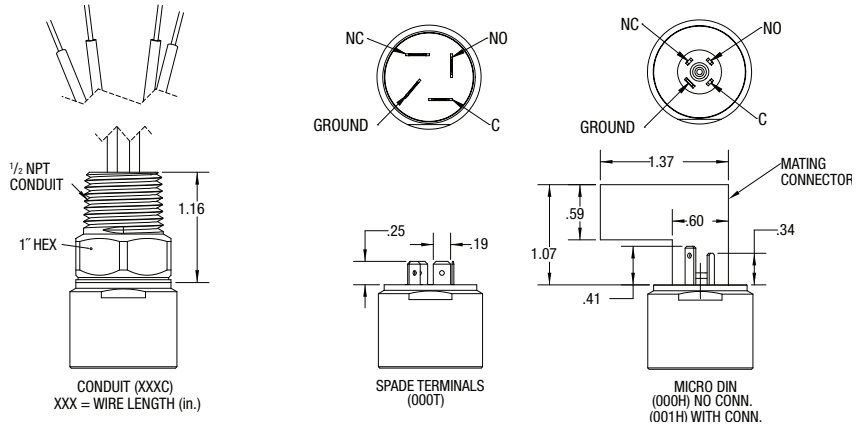 NC
NO
GROUND
C
NC
NO
GROUND
C
½ NPT
CONDUIT
1.16
1˝ HEX
.25
.19
1.37
MATING
CONNECTOR
.59
.60
1.07
.34
.41
CONDUIT (XXXC)
XXX = WIRE LENGTH (in.)
SPADE TERMINALS
(000T)
MICRO DIN
(000H) NO CONN.
(001H) WITH CONN.